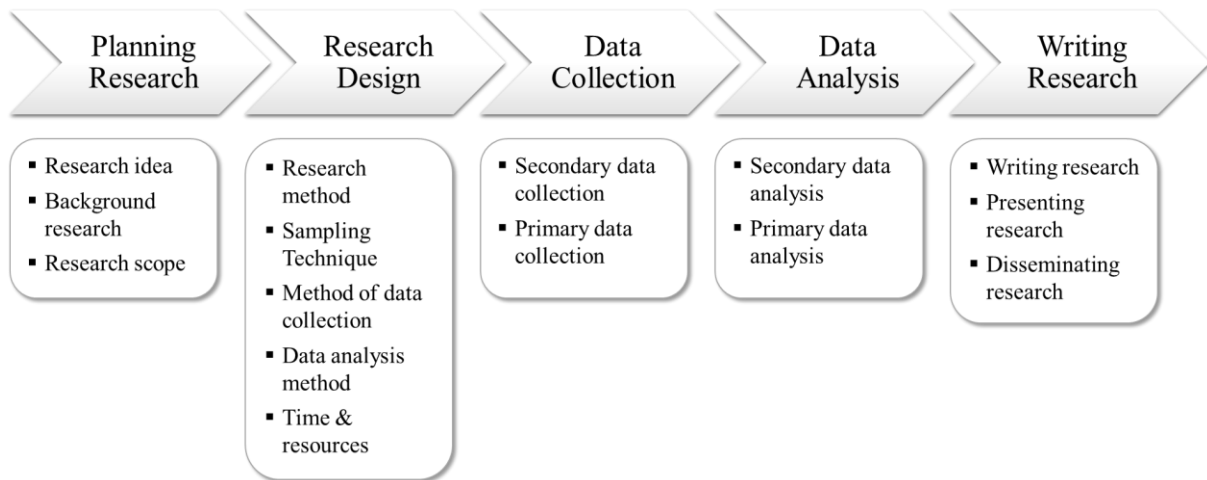 Planning
Research
Research
Design
Data
Collection
Data
Analysis
Writing
Research
▪ Research idea
▪ Background
research
▪ Research scope
▪ Research
method
▪ Sampling
Technique
▪ Method of data
collection
▪ Data analysis
method
▪ Time &
resources
▪ Secondary data
collection
▪ Primary data
collection
▪ Secondary data
analysis
▪ Primary data
analysis
▪ Writing research
▪ Presenting
research
▪ Disseminating
research